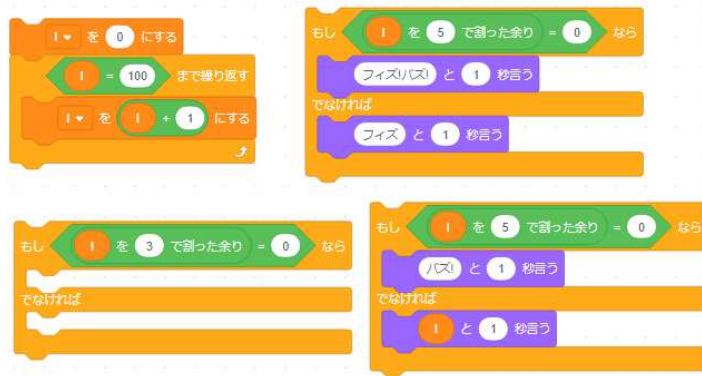 I を 0 にする
I = 100 まで繰り返す
I を I + 1 にする
もし I を 5 で割った余り = 0 なら
フィズ!バズ! と 1 秒言う
でなければ
フィズ と 1 秒言う
もし I を 3 で割った余り = 0 なら
でなければ
もし I を 5 で割った余り = 0 なら
バズ! と 1 秒言う
でなければ
I と 1 秒言う